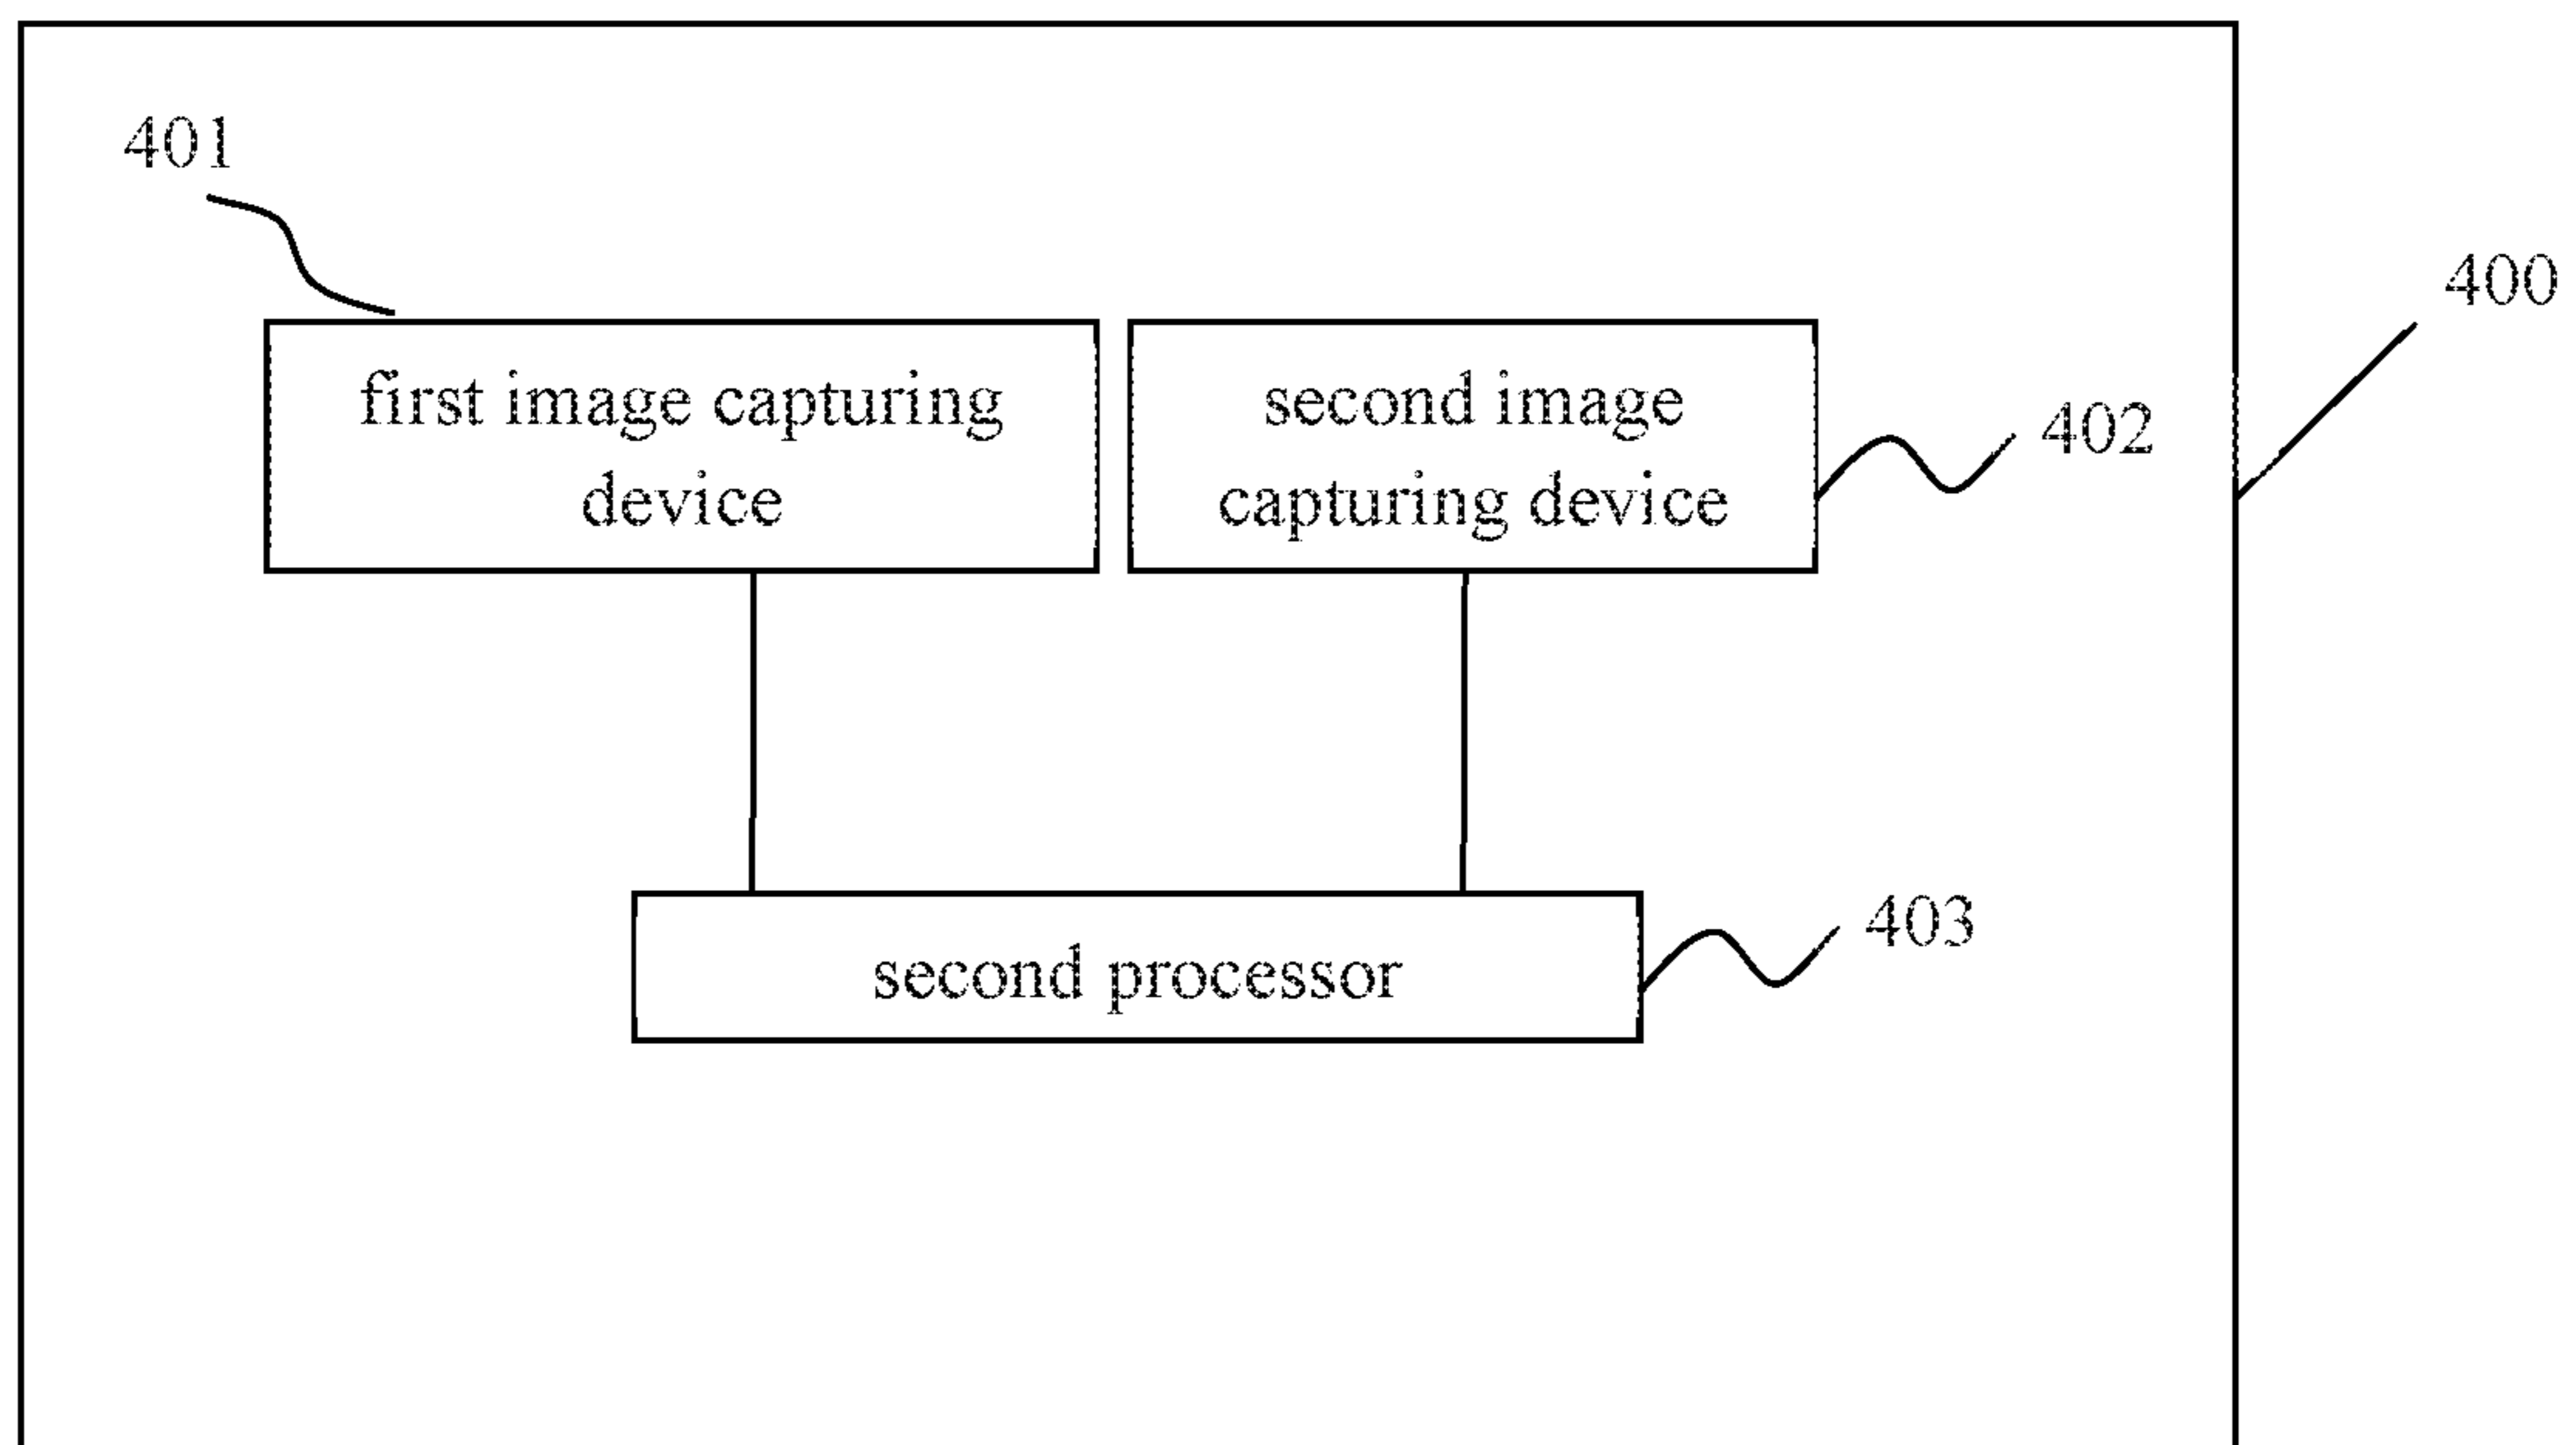 401
400
first image capturing
device
second image
capturing device
402
second processor
403